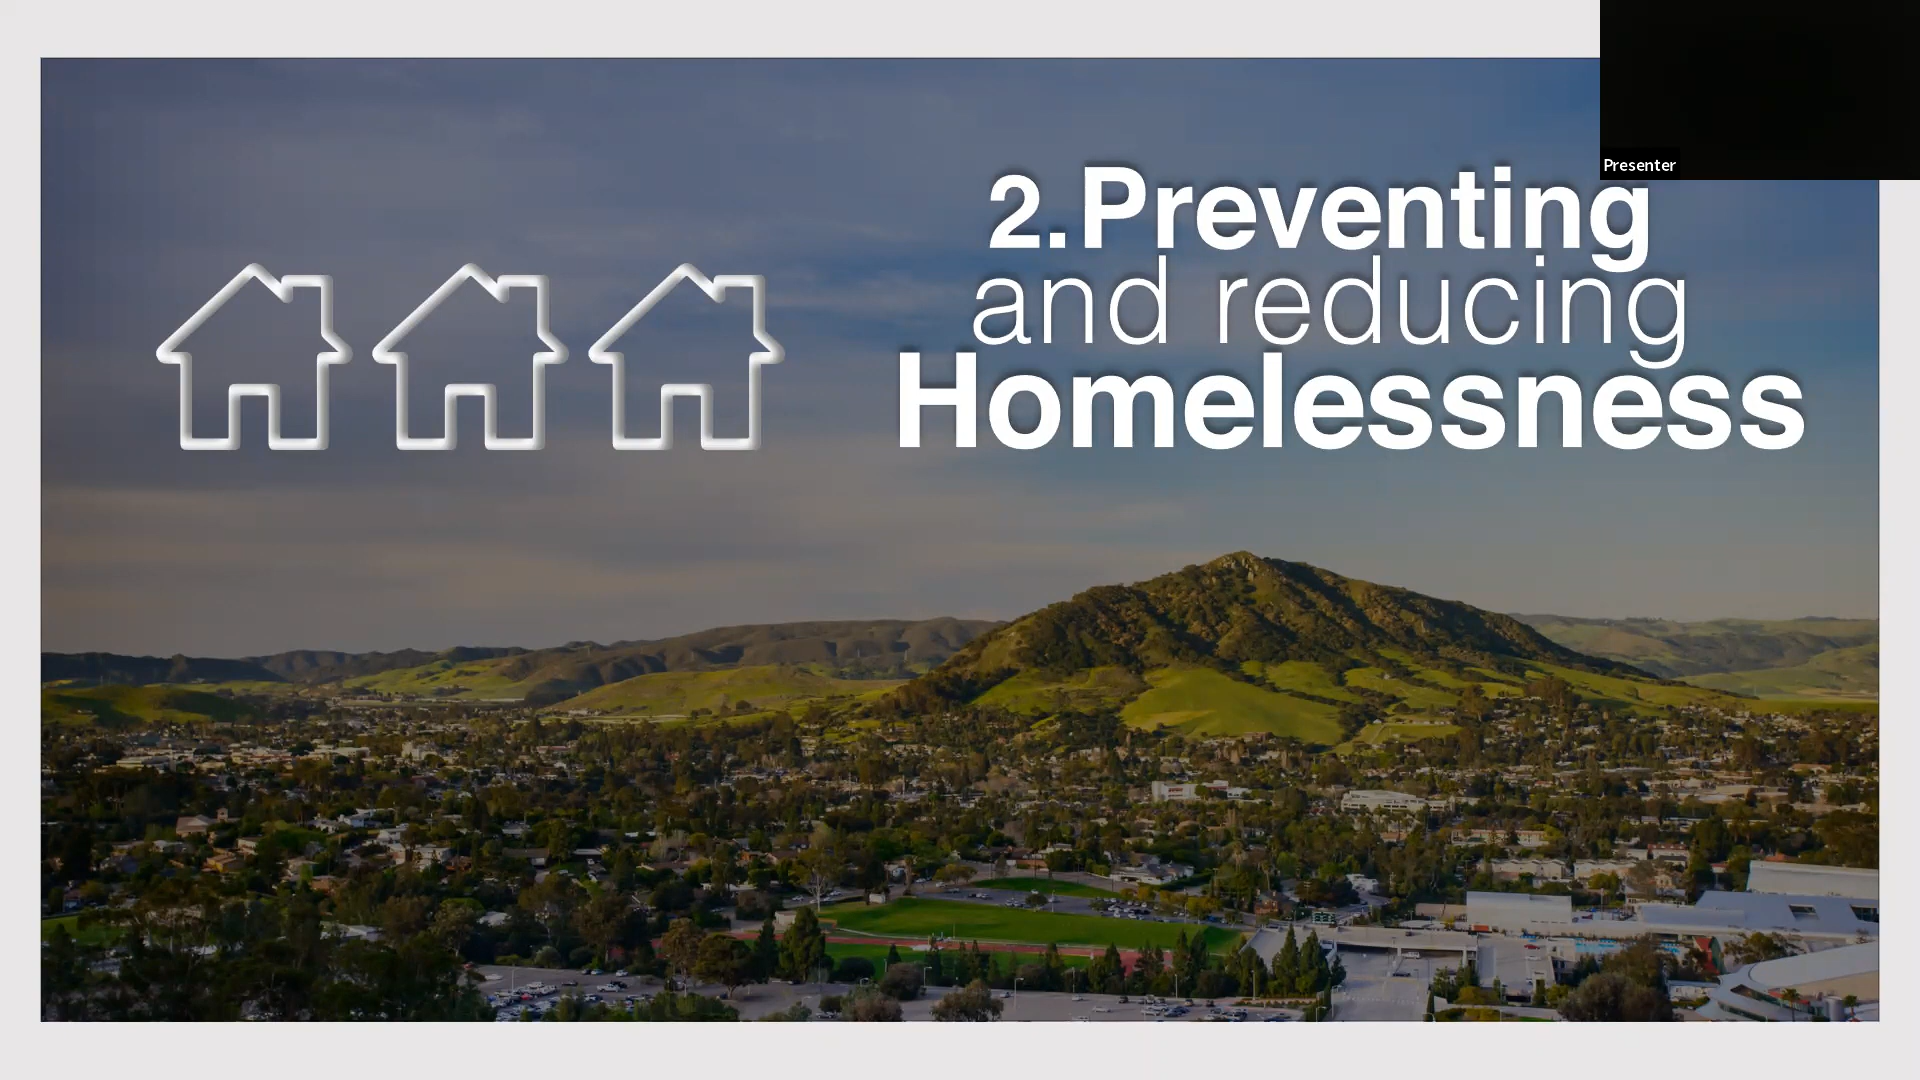 Presenter
2. Preventing
and reducing
Homelessness